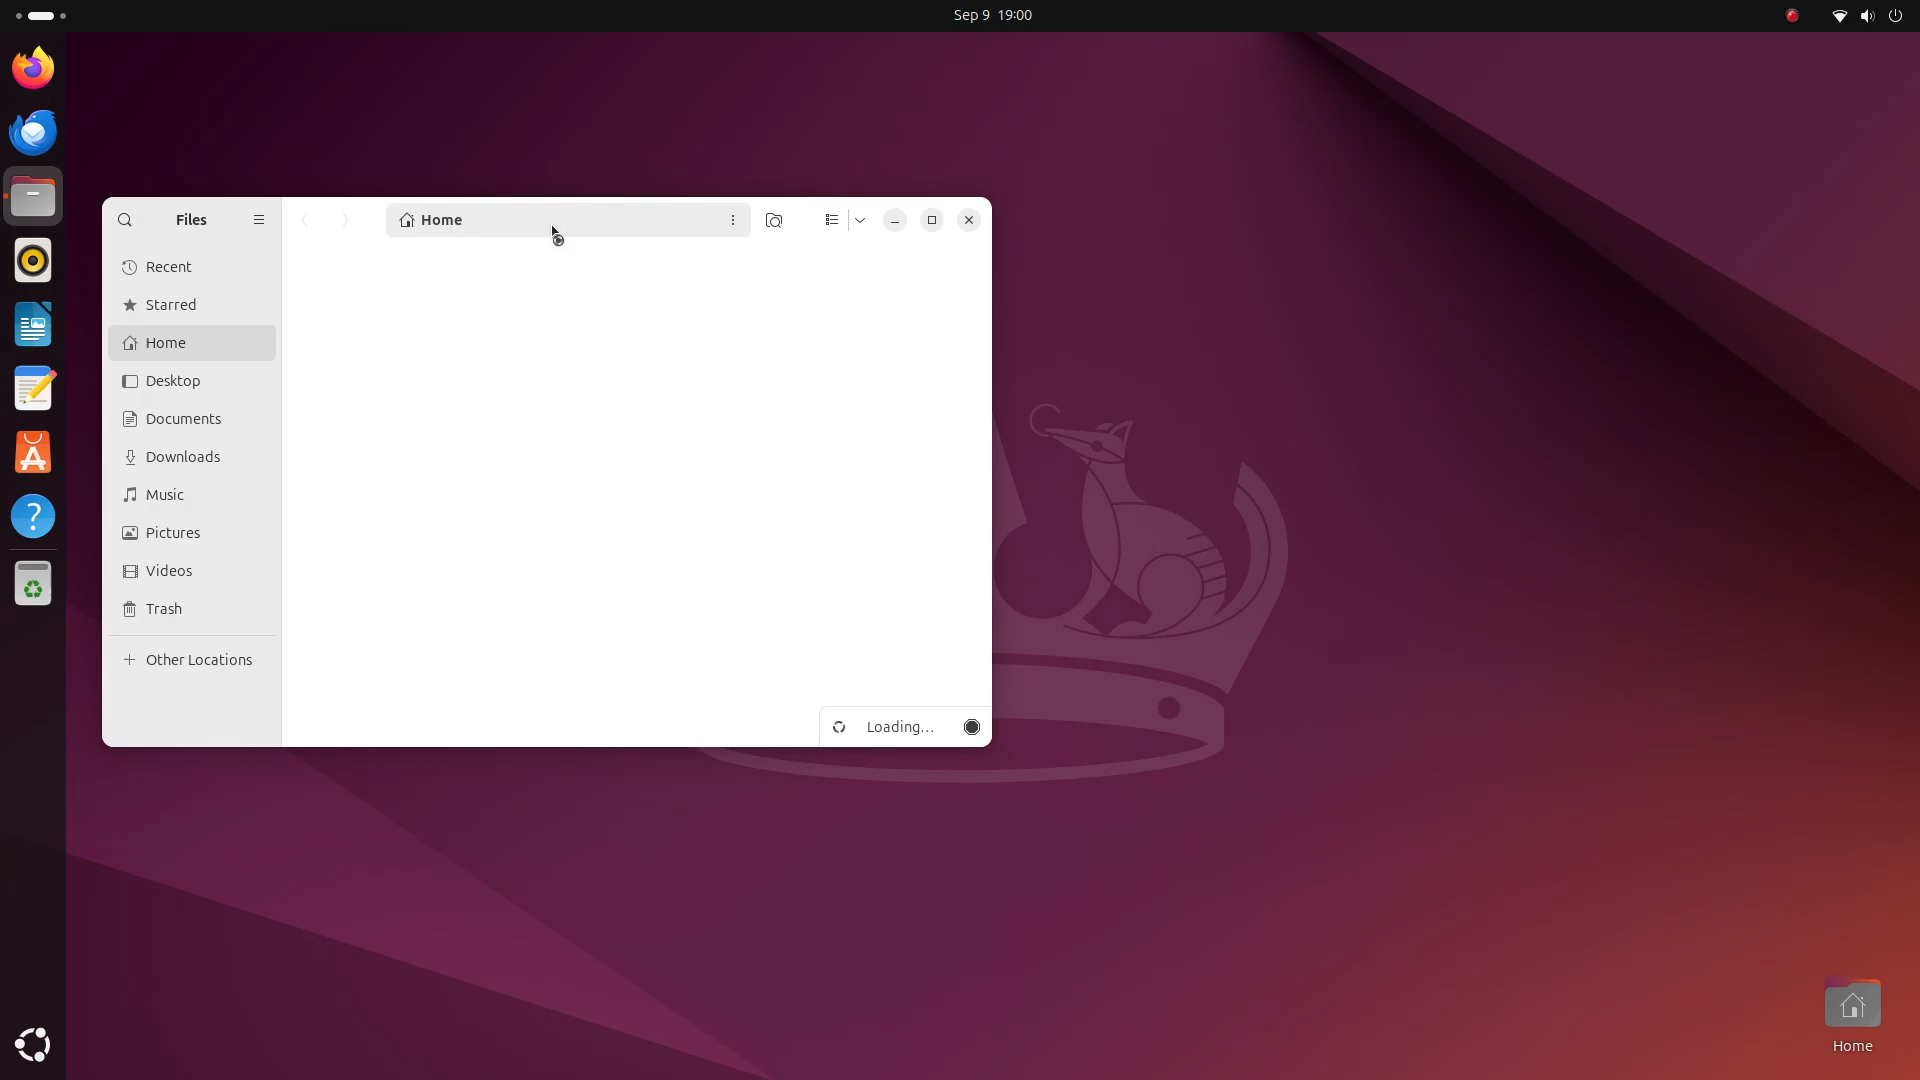 Sep 9 19:00
Files
Home
Recent
Starred
Home
Desktop
Documents
Downloads
Music
Pictures
Videos
Trash
Other Locations
Loading…
Home